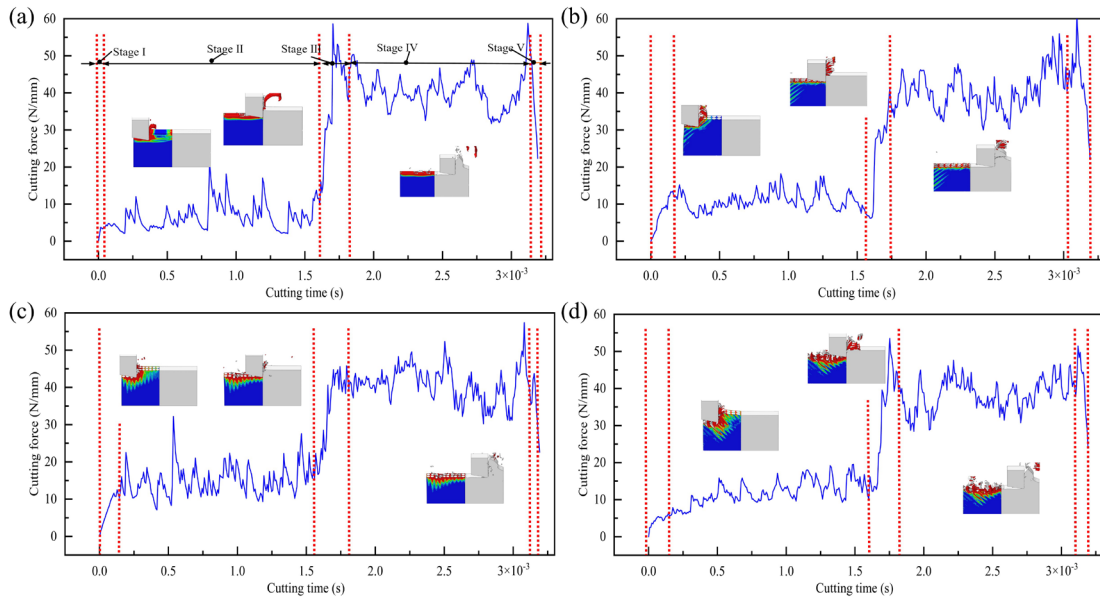 (a)
60
50
40
30
20
10
0
Cutting force (N/mm)
Stage I
Stage II
Stage III
Stage IV
Stage V
0.0 0.5 1.0 1.5 2.0 2.5 3×10⁻³
Cutting time (s)
(b)
60
50
40
30
20
10
0
Cutting force (N/mm)
0.0 0.5 1.0 1.5 2.0 2.5 3×10⁻³
Cutting time (s)
(c)
60
50
40
30
20
10
0
Cutting force (N/mm)
0.0 0.5 1.0 1.5 2.0 2.5 3×10⁻³
Cutting time (s)
(d)
60
50
40
30
20
10
0
Cutting force (N/mm)
0.0 0.5 1.0 1.5 2.0 2.5 3×10⁻³
Cutting time (s)